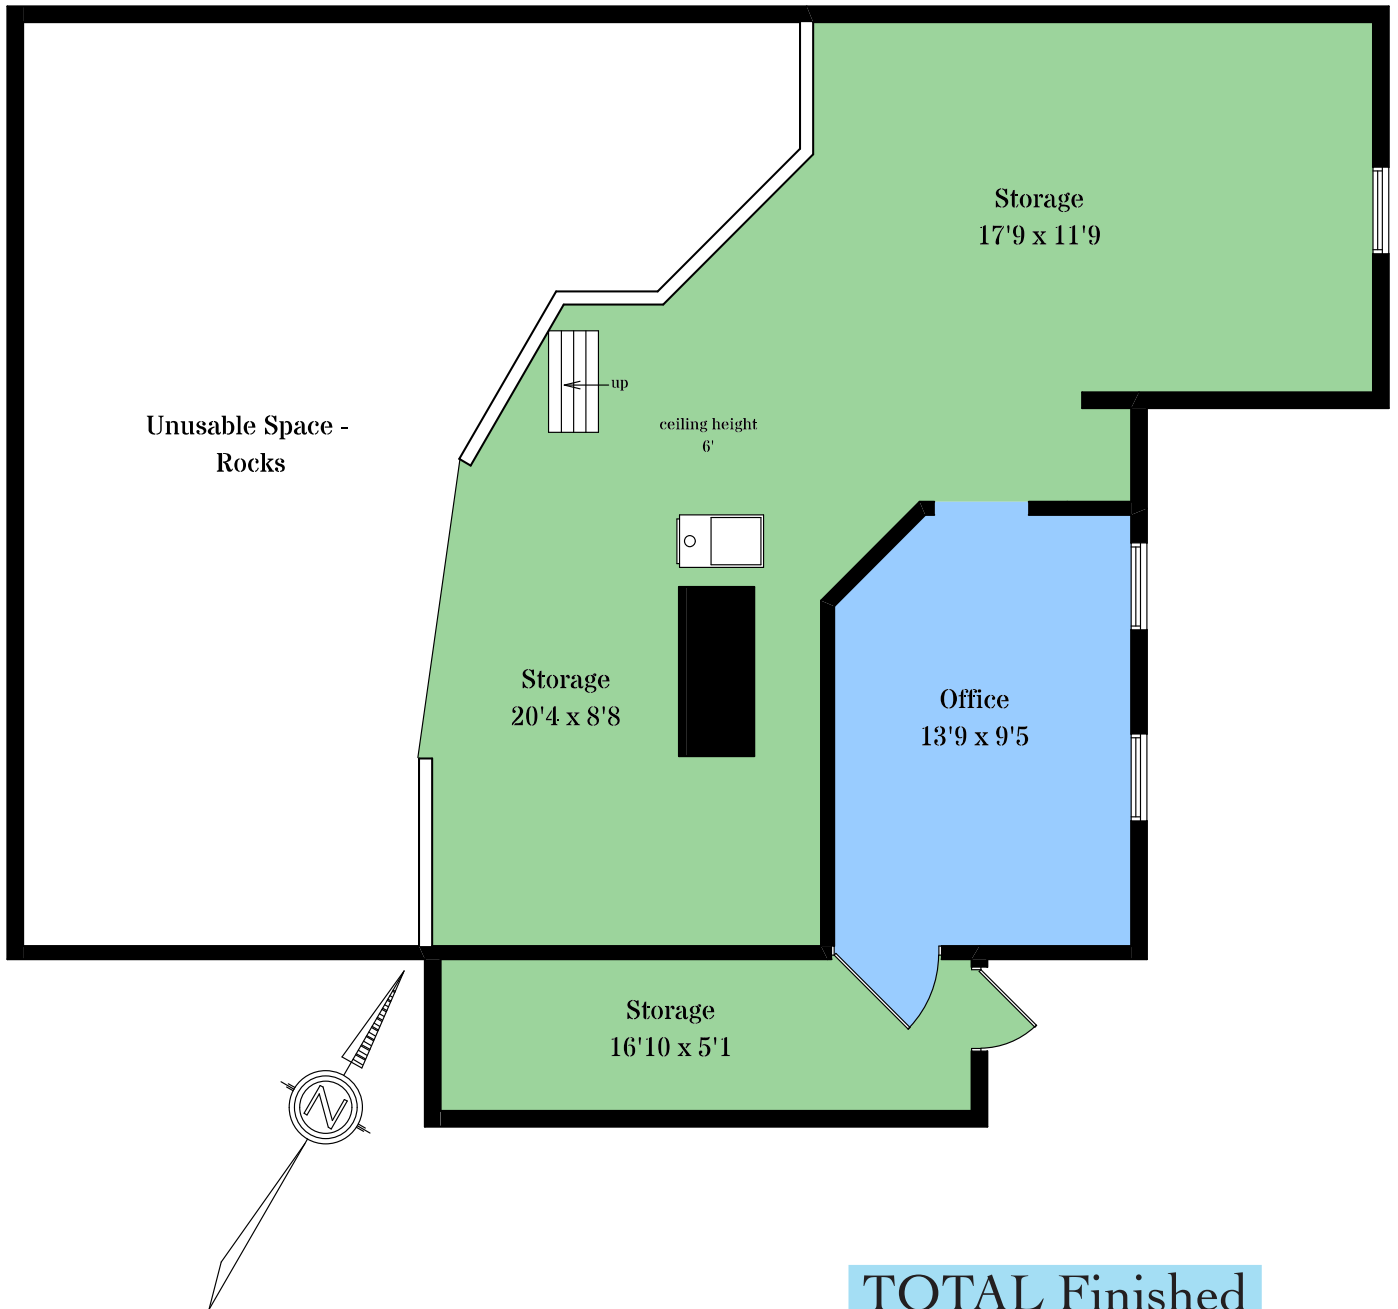 Storage
17'9 x 11'9
up
ceiling height
6'
Unusable Space -
Rocks
Storage
20'4 x 8'8
Office
13'9 x 9'5
Storage
16'10 x 5'1
N
TOTAL Finished